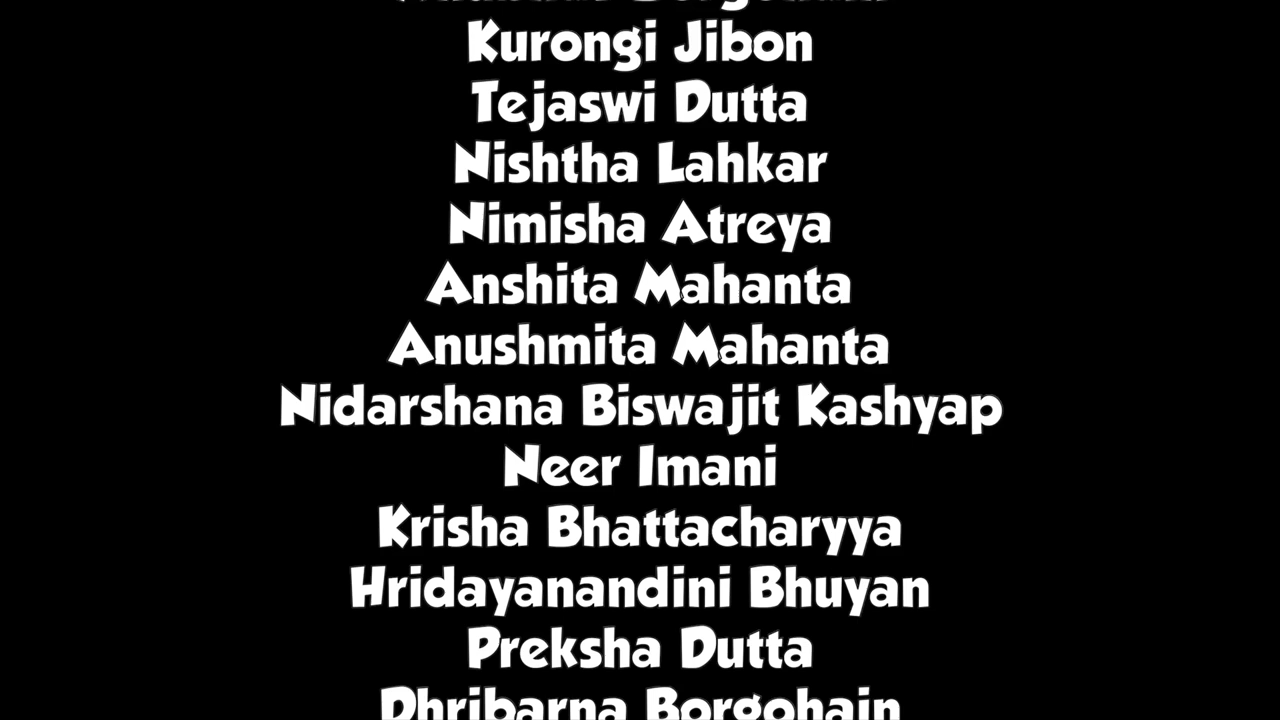 Borgohain
Kurongi Jibon
Tejaswi Dutta
Nishtha Lahkar
Nimisha Atreya
Anshita Mahanta
Anushmita Mahanta
Nidarshana Biswajit Kashyap
Neer Imani
Krisha Bhattacharyya
Hridayanandini Bhuyan
Preksha Dutta
Dhribarna Borgohain